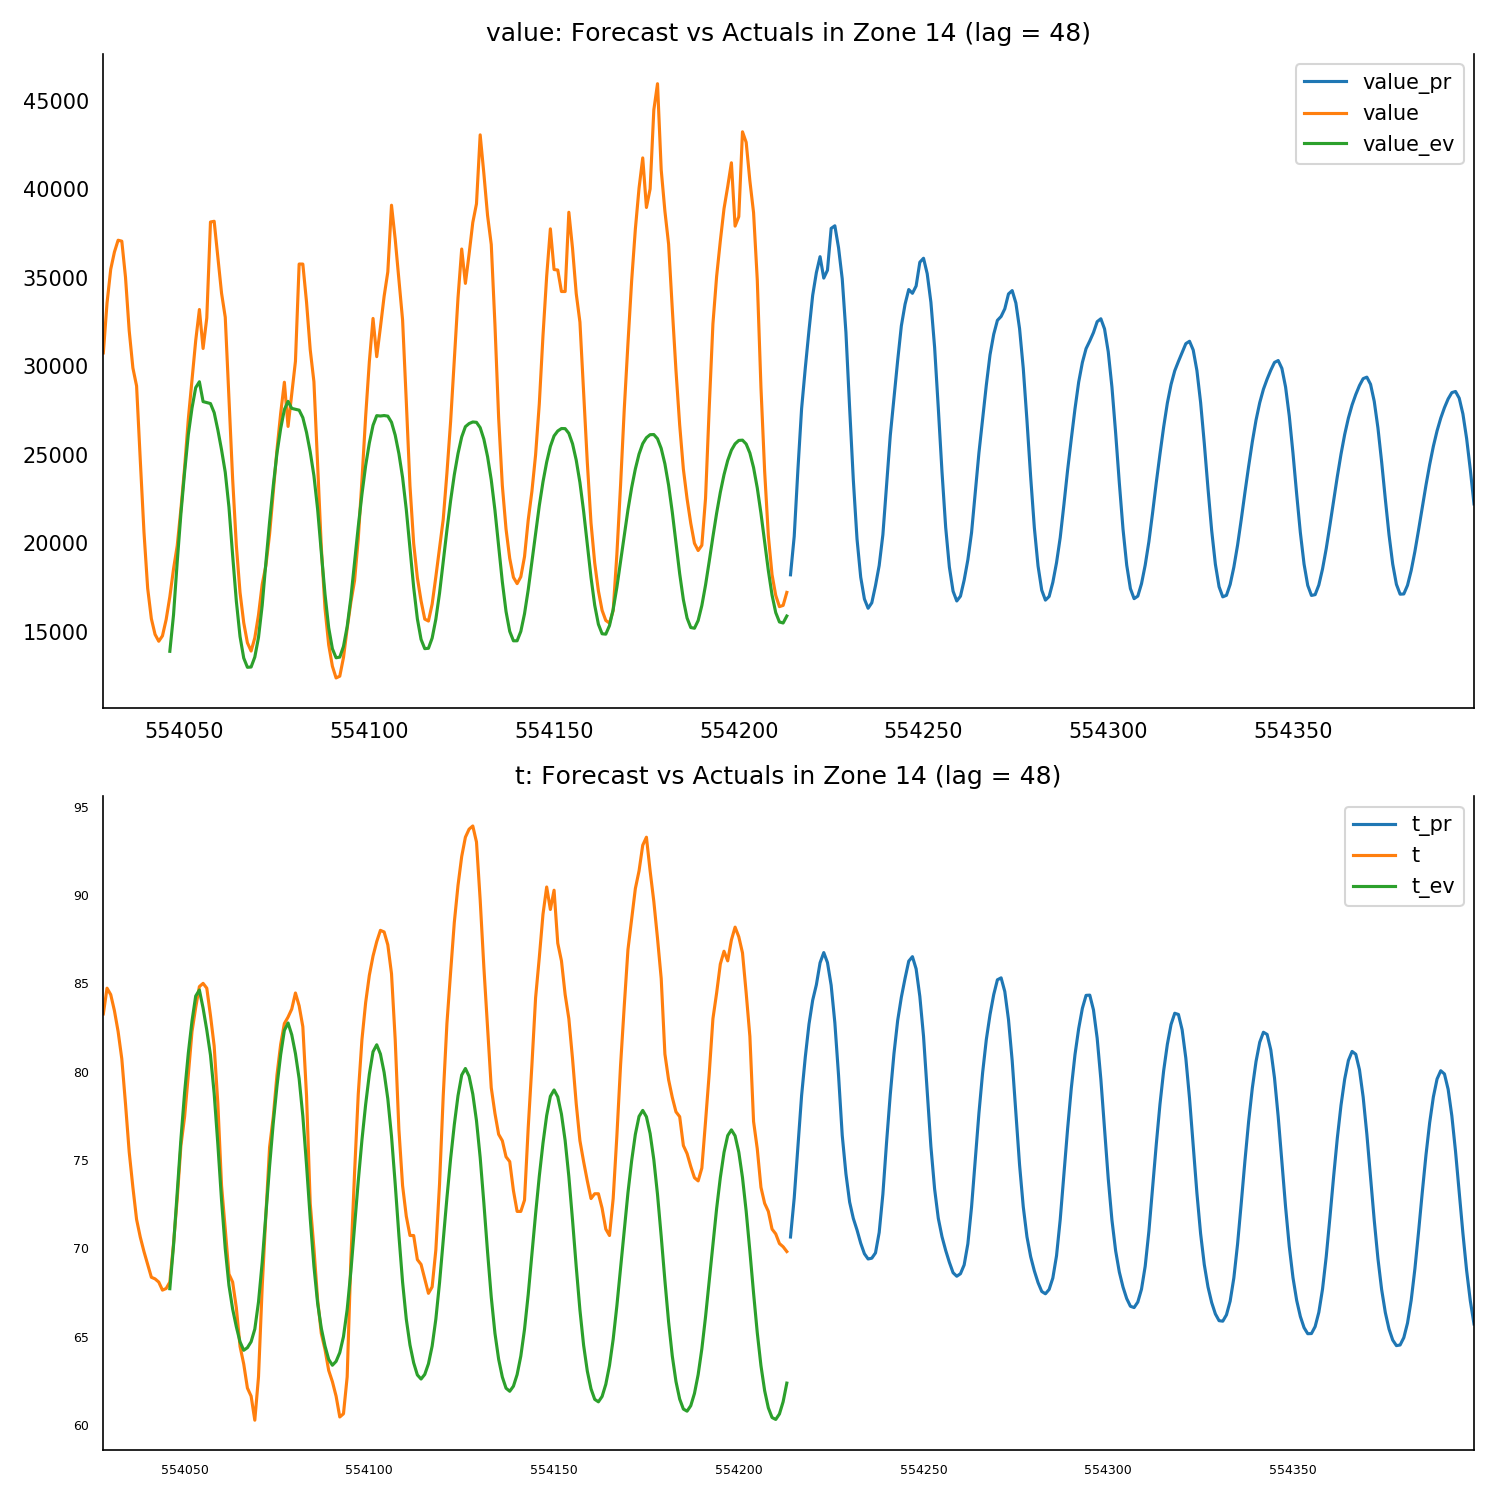 value: Forecast vs Actuals in Zone 14 (lag = 48)
45000
40000
35000
30000
25000
20000
15000
value_pr
value
value_ev
554050 554100 554150 554200 554250 554300 554350
t: Forecast vs Actuals in Zone 14 (lag = 48)
95
90
85
80
75
70
65
60
t_pr
t
t_ev
554050 554100 554150 554200 554250 554300 554350